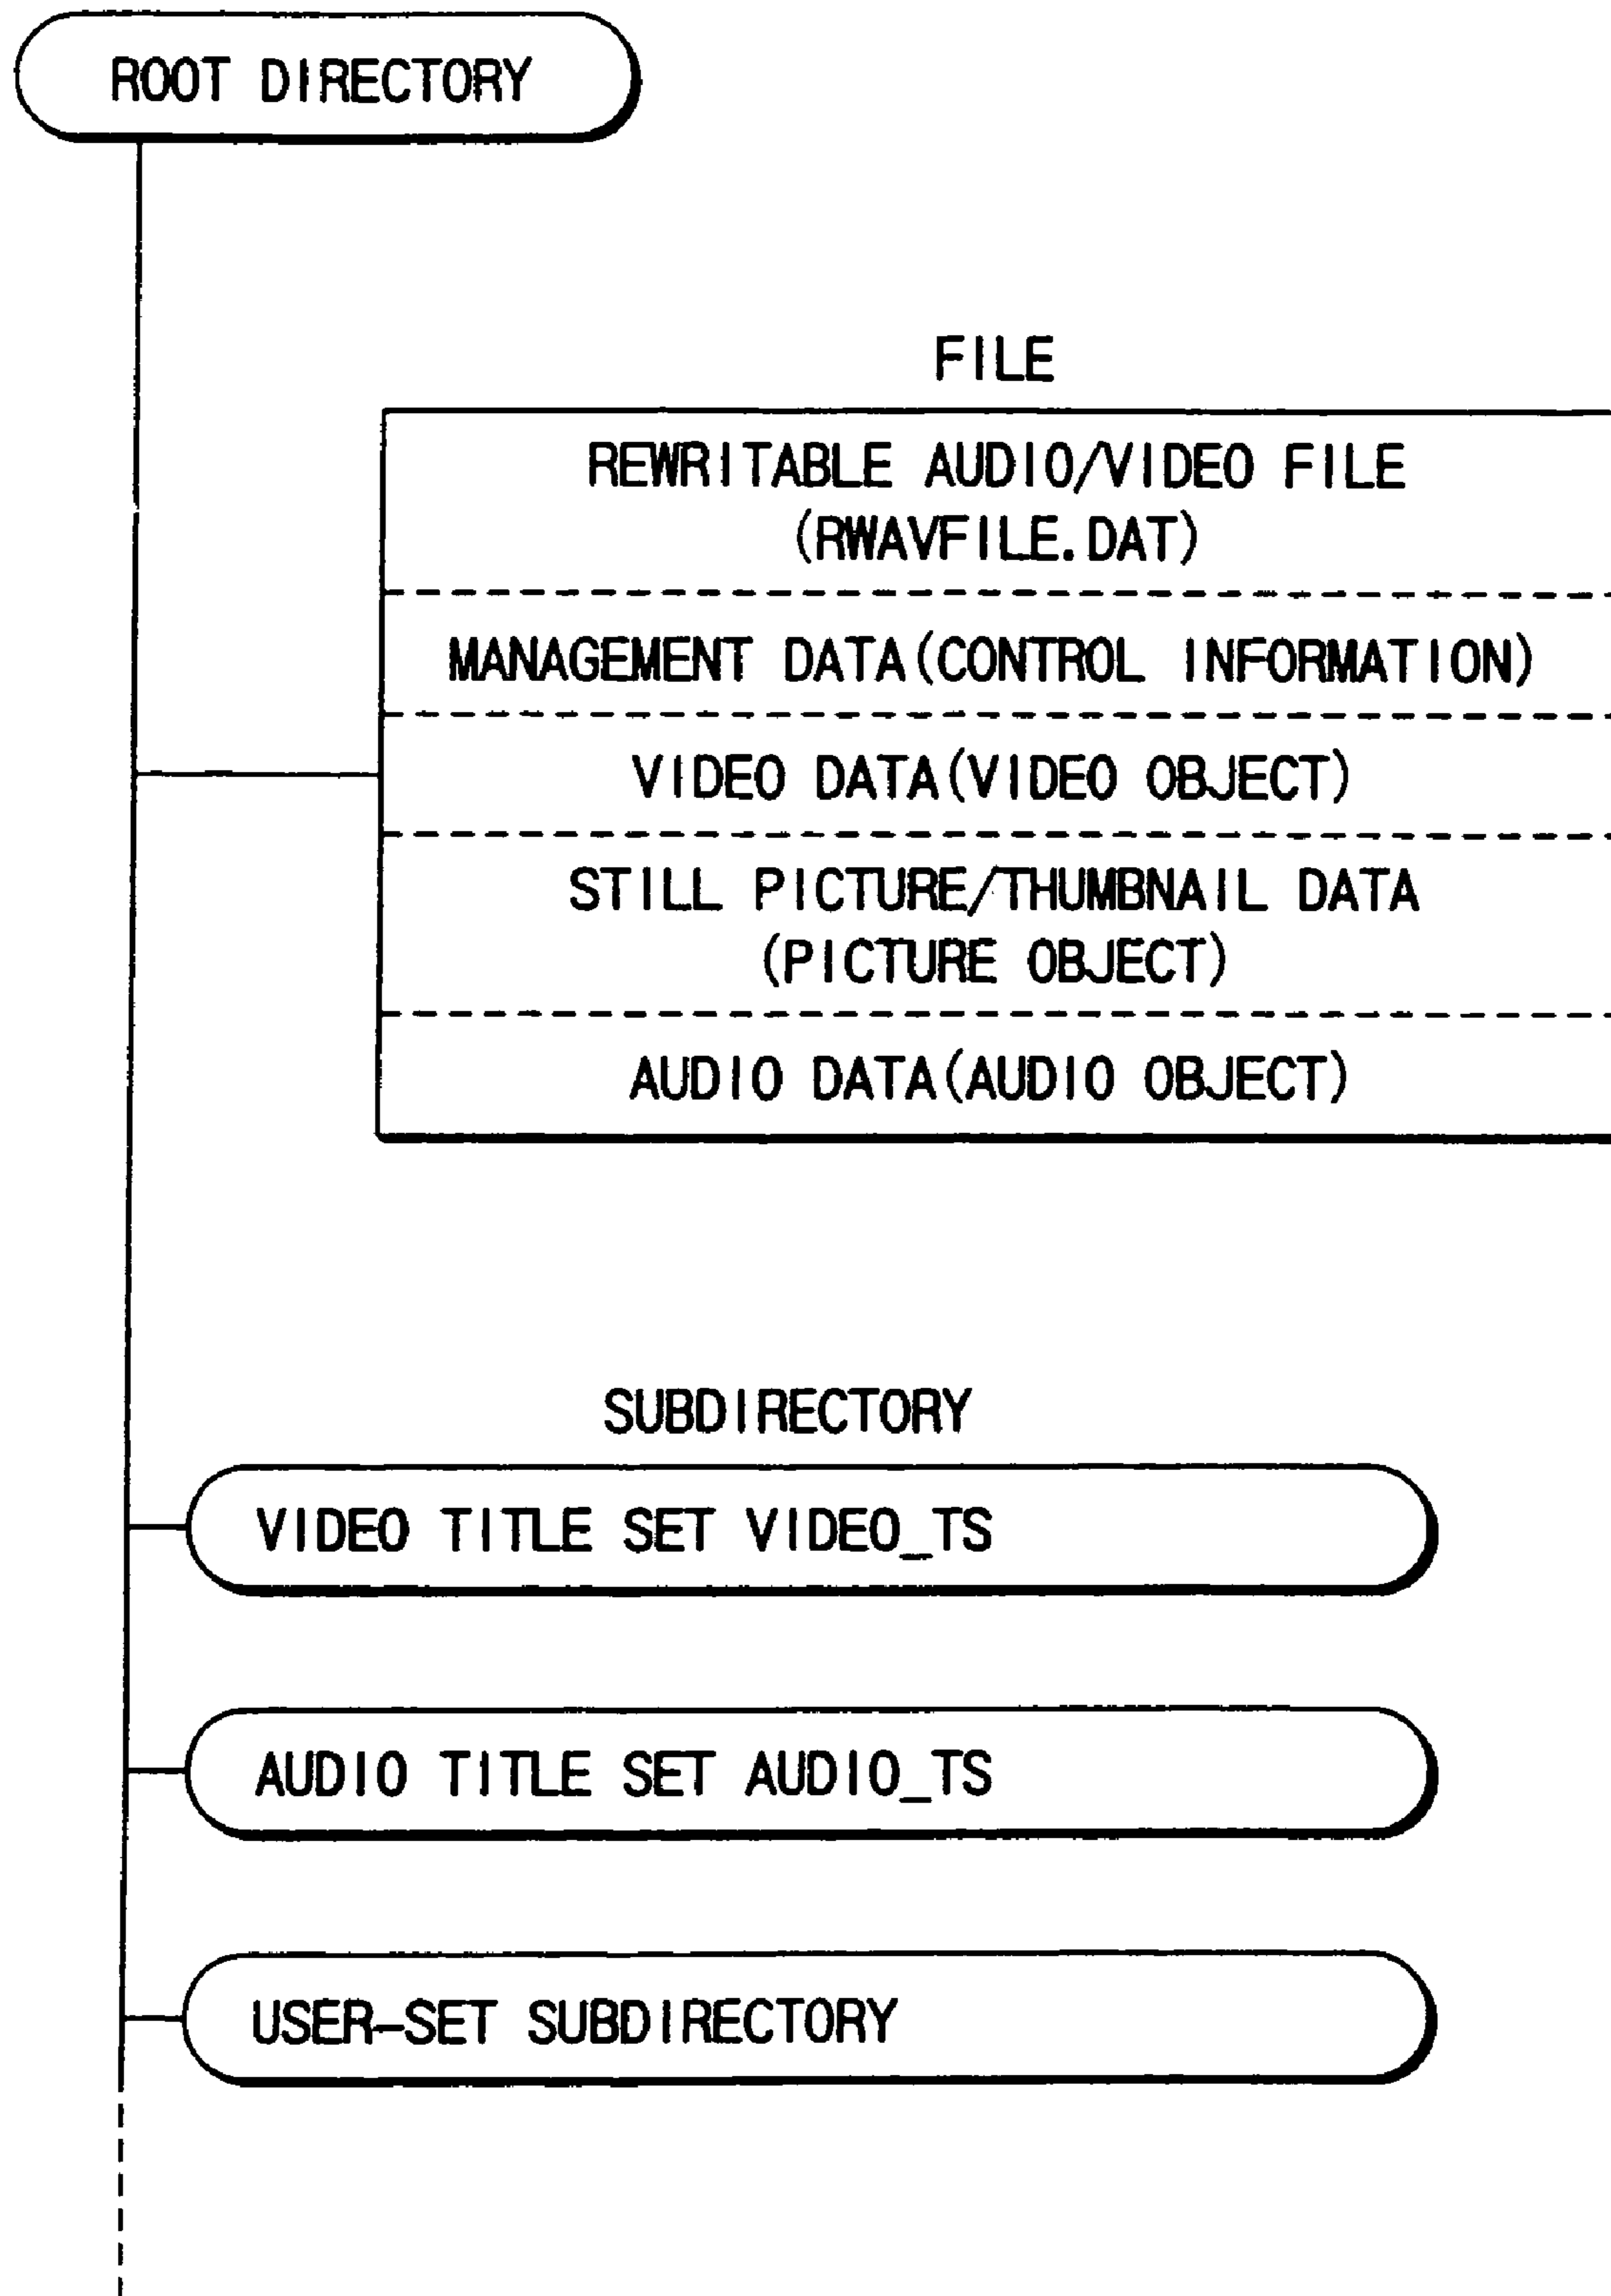 ROOT DIRECTORY
FILE
REWRITABLE AUDIO/VIDEO FILE
(RWAVFILE.DAT)
MANAGEMENT DATA(CONTROL INFORMATION)
VIDEO DATA(VIDEO OBJECT)
STILL PICTURE/THUMBNAIL DATA
(PICTURE OBJECT)
AUDIO DATA(AUDIO OBJECT)
SUBDIRECTORY
VIDEO TITLE SET VIDEO_TS
AUDIO TITLE SET AUDIO_TS
USER-SET SUBDIRECTORY